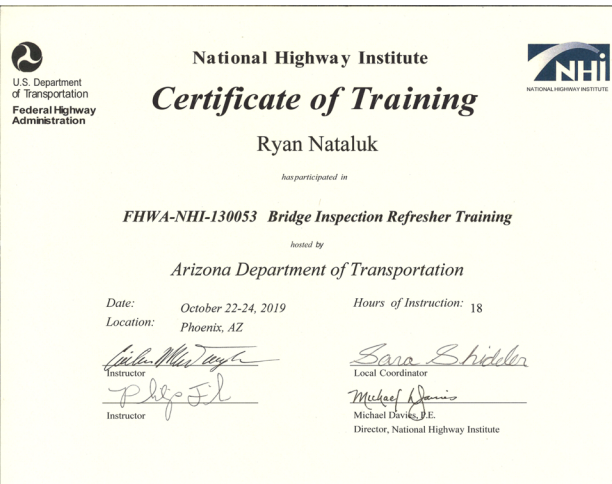 National Highway Institute
U.S. Department
of Transportation
Federal Highway
Administration
NHI
NATIONAL HIGHWAY INSTITUTE
Certificate of Training
Ryan Nataluk
has participated in
FHWA-NHI-130053 Bridge Inspection Refresher Training
hosted by
Arizona Department of Transportation
Date: October 22-24, 2019
Hours of Instruction: 18
Location: Phoenix, AZ
Instructor
Sara Shiddler
Local Coordinator
Instructor
Michael Davies
Michael Davies, P.E.
Director, National Highway Institute